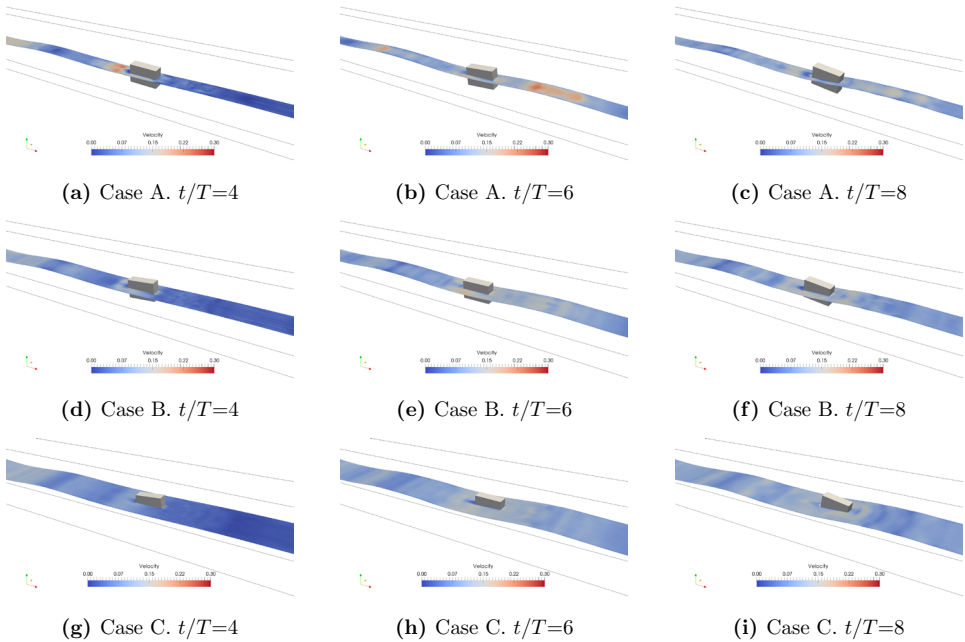 Velocity
0.00 0.07 0.15 0.22 0.30
Velocity
0.00 0.07 0.15 0.22 0.30
Velocity
0.00 0.07 0.15 0.22 0.30
(a) Case A. t/T=4
(b) Case A. t/T=6
(c) Case A. t/T=8
Velocity
0.00 0.07 0.15 0.22 0.30
Velocity
0.00 0.07 0.15 0.22 0.30
Velocity
0.00 0.07 0.15 0.22 0.30
(d) Case B. t/T=4
(e) Case B. t/T=6
(f) Case B. t/T=8
Velocity
0.00 0.07 0.15 0.22 0.30
Velocity
0.00 0.07 0.15 0.22 0.30
Velocity
0.00 0.07 0.15 0.22 0.30
(g) Case C. t/T=4
(h) Case C. t/T=6
(i) Case C. t/T=8